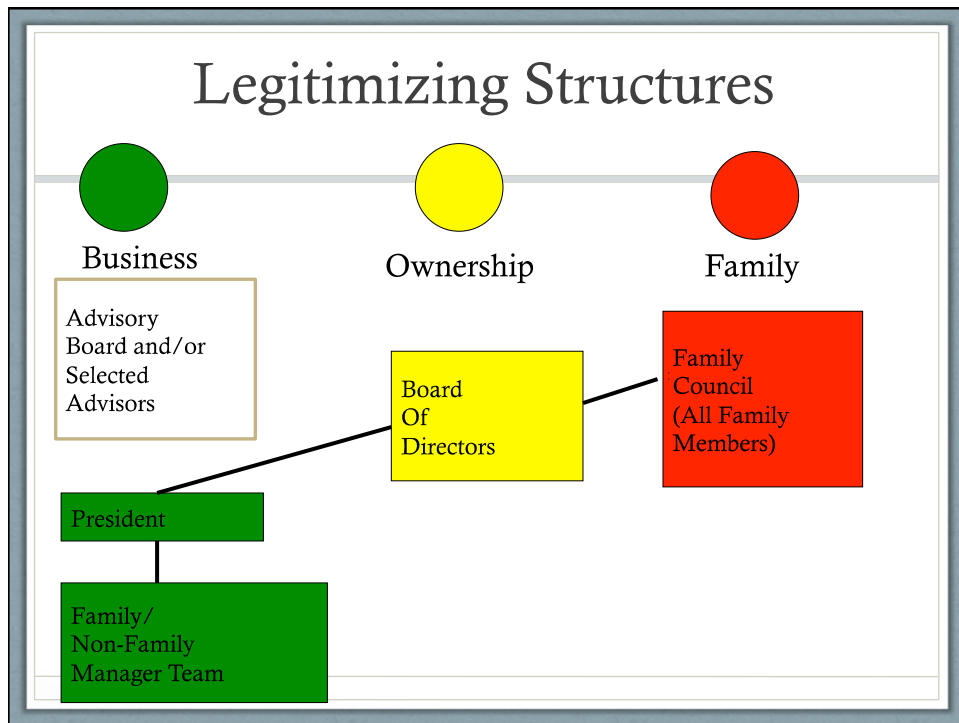 Legitimizing Structures
Business
Ownership
Family
Advisory
Board and/or
Selected
Advisors
Board
Of
Directors
Family
Council
(All Family
Members)
President
Family/
Non-Family
Manager Team